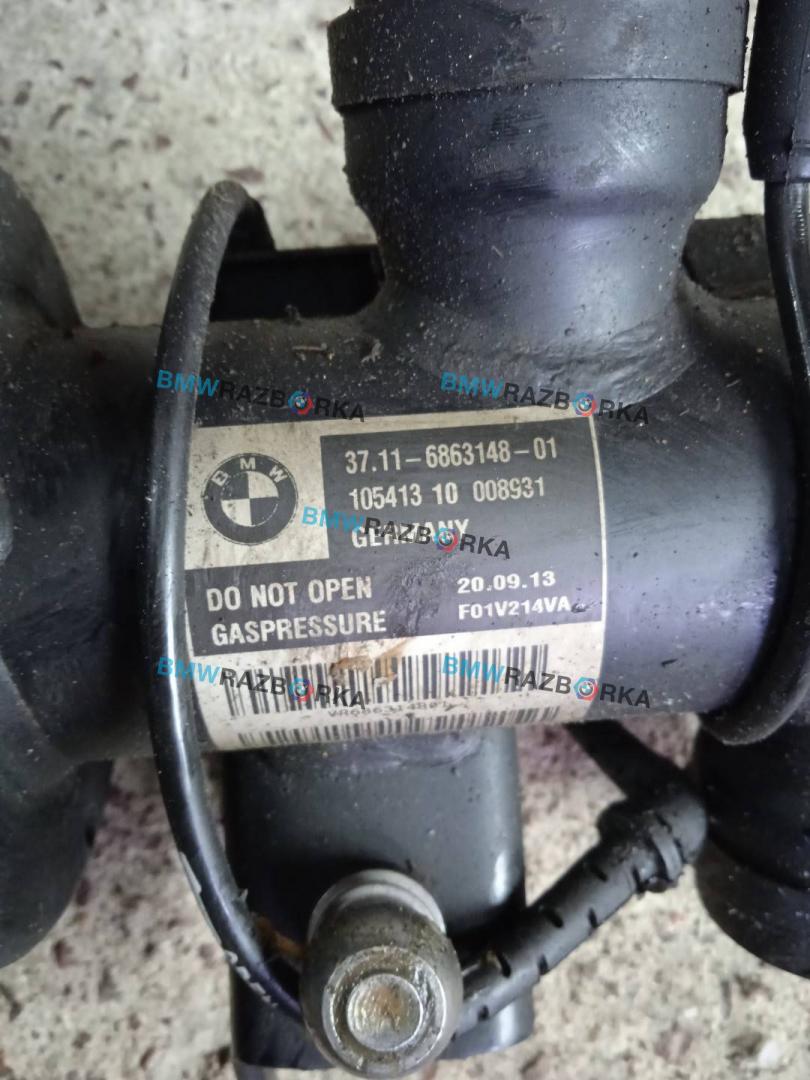 BMWRAZBORKA BMWRAZBORKA
BMW
37.11-6863148-01
105413 10 008931
GERMANY
BMWRAZBORKA
DO NOT OPEN 20.09.13
GASPRESSURE F01V214VA
BMWRAZBORKA BMWRAZBORKA